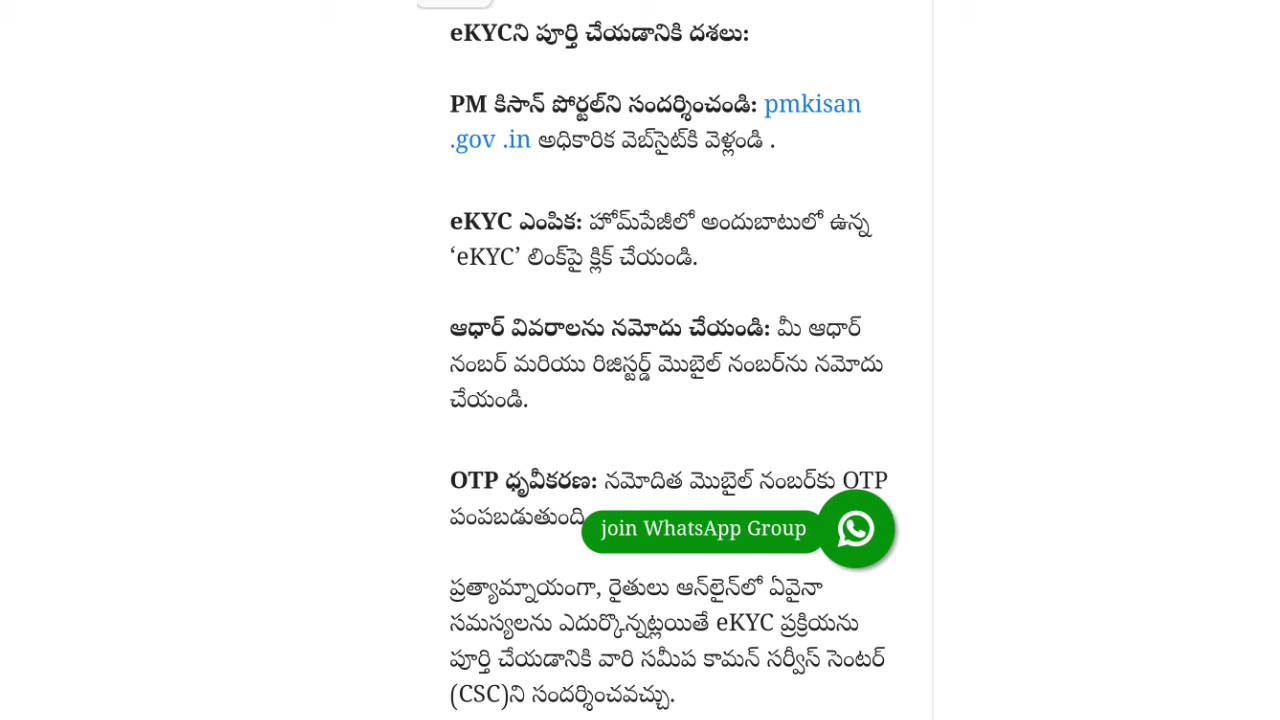 eKYCని పూర్తి చేయడానికి దశలు:
PM కిసాన్ పోర్టల్‌ని సందర్శించండి: pmkisan
.gov .in అధికారిక వెబ్‌సైట్‌కి వెళ్లండి .
eKYC ఎంపిక: హోమ్‌పేజీలో అందుబాటులో ఉన్న
‘eKYC’ లింక్‌పై క్లిక్ చేయండి.
ఆధార్ వివరాలను నమోదు చేయండి: మీ ఆధార్
నంబర్ మరియు రిజిస్టర్డ్ మొబైల్ నంబర్‌ను నమోదు
చేయండి.
OTP ధృవీకరణ: నమోదిత మొబైల్ నంబర్‌కు OTP
పంపబడుతుంది
join WhatsApp Group
ప్రత్యామ్నాయంగా, రైతులు ఆన్‌లైన్‌లో ఏవైనా
సమస్యలను ఎదుర్కొన్నట్లయితే eKYC ప్రక్రియను
పూర్తి చేయడానికి వారి సమీప కామన్ సర్వీస్ సెంటర్
(CSC)ని సందర్శించవచ్చు.